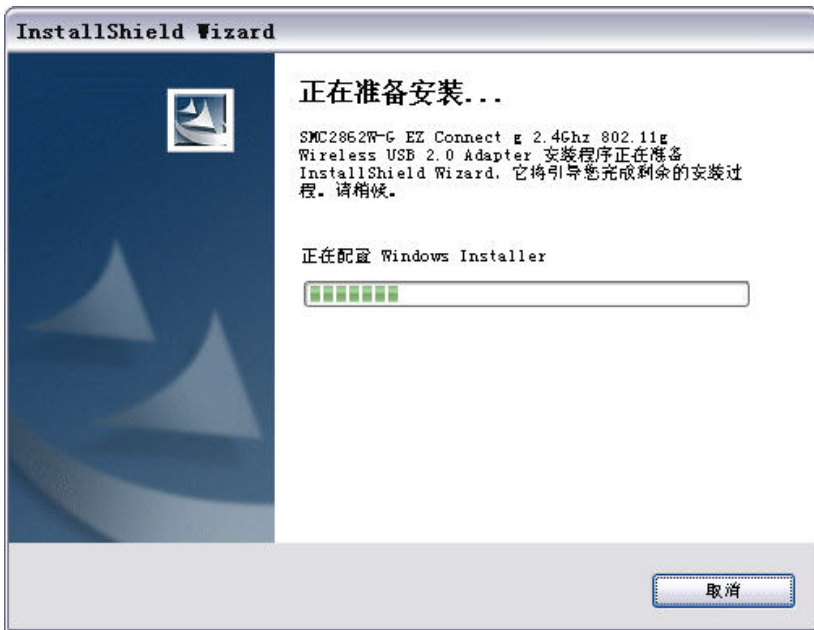 InstallShield Wizard
正在准备安装...
SMC2862W-G EZ Connect g 2.4Ghz 802.11g
Wireless USB 2.0 Adapter 安装程序正在准备
InstallShield Wizard, 它将引导您完成剩余的安装过
程。请稍候。
正在配置 Windows Installer
取消